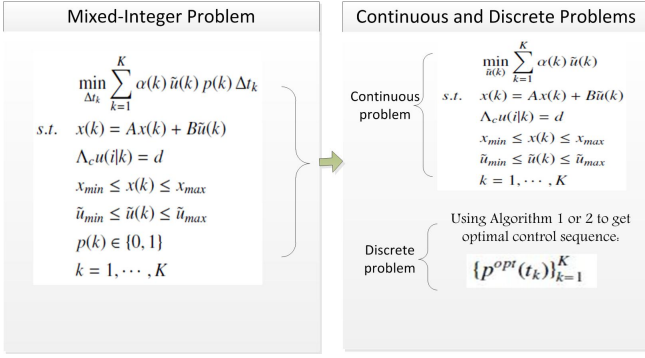 Mixed-Integer Problem
K
min ∑ α(k) ũ(k) p(k) Δt_k
Δt_k k=1
s.t. x(k) = Ax(k) + Bũ(k)
Λ_c u(i|k) = d
x_min ≤ x(k) ≤ x_max
ũ_min ≤ ũ(k) ≤ ũ_max
p(k) ∈ {0, 1}
k = 1, ⋯ , K
Continuous and Discrete Problems
Continuous
problem
K
min ∑ α(k) ũ(k)
ũ(k) k=1
s.t. x(k) = Ax(k) + Bũ(k)
Λ_c u(i|k) = d
x_min ≤ x(k) ≤ x_max
ũ_min ≤ ũ(k) ≤ ũ_max
k = 1, ⋯ , K
Discrete
problem
Using Algorithm 1 or 2 to get
optimal control sequence:
{p^opt(t_k)}_{k=1}^K